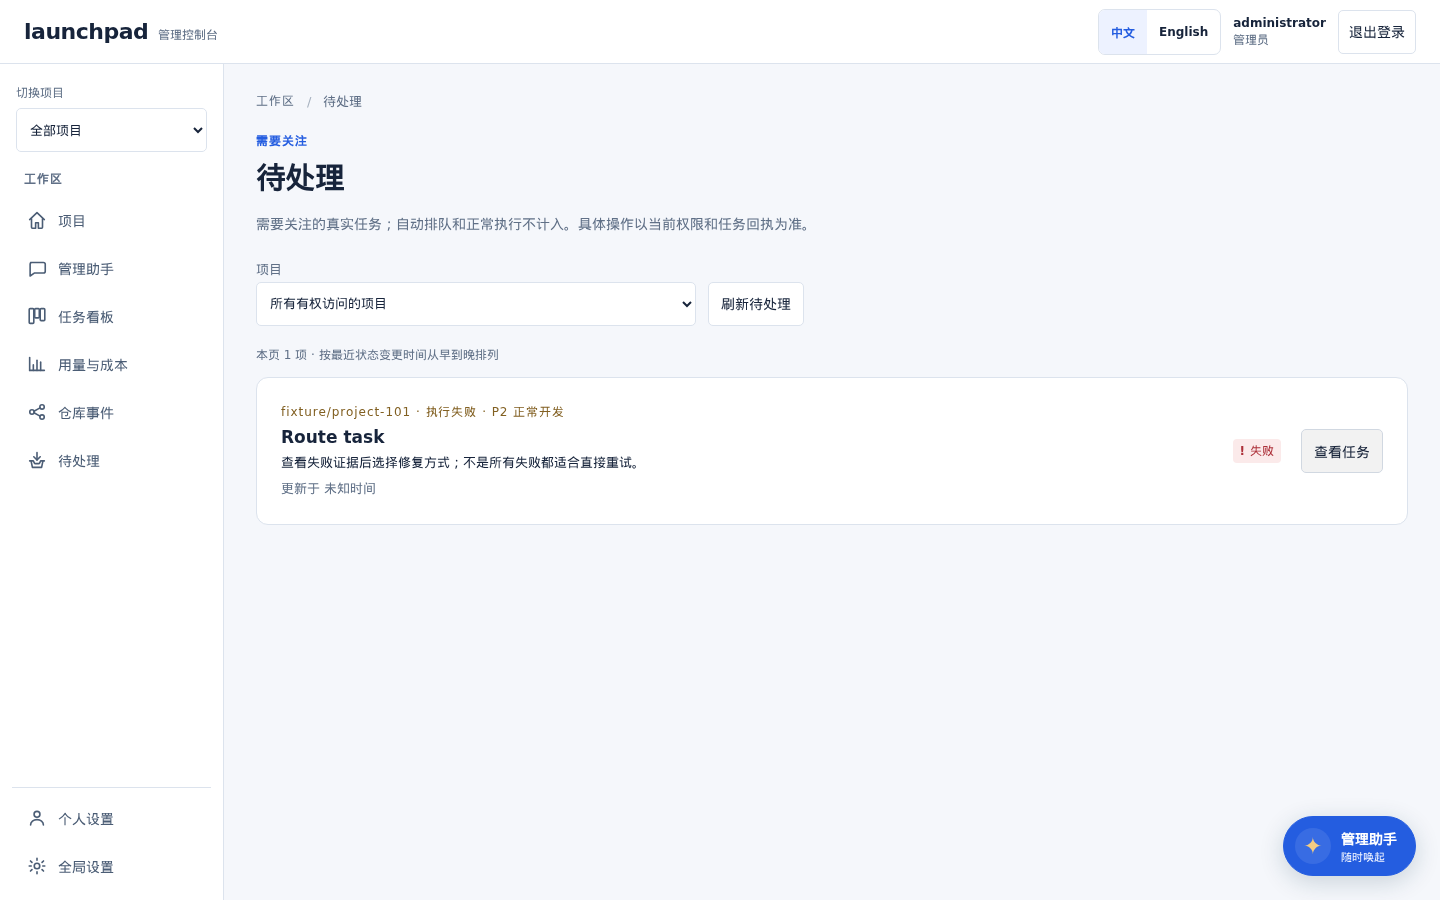 launchpad 管理控制台
中文 English
administrator
管理员
退出登录
切换项目
全部项目
工作区
项目
管理助手
任务看板
用量与成本
仓库事件
待处理
个人设置
全局设置
工作区 / 待处理
需要关注
待处理
需要关注的真实任务；自动排队和正常执行不计入。具体操作以当前权限和任务回执为准。
项目
所有有权访问的项目
刷新待处理
本页 1 项 · 按最近状态变更时间从早到晚排列
fixture/project-101 · 执行失败 · P2 正常开发
Route task
查看失败证据后选择修复方式；不是所有失败都适合直接重试。
更新于 未知时间
! 失败
查看任务
管理助手
随时唤起